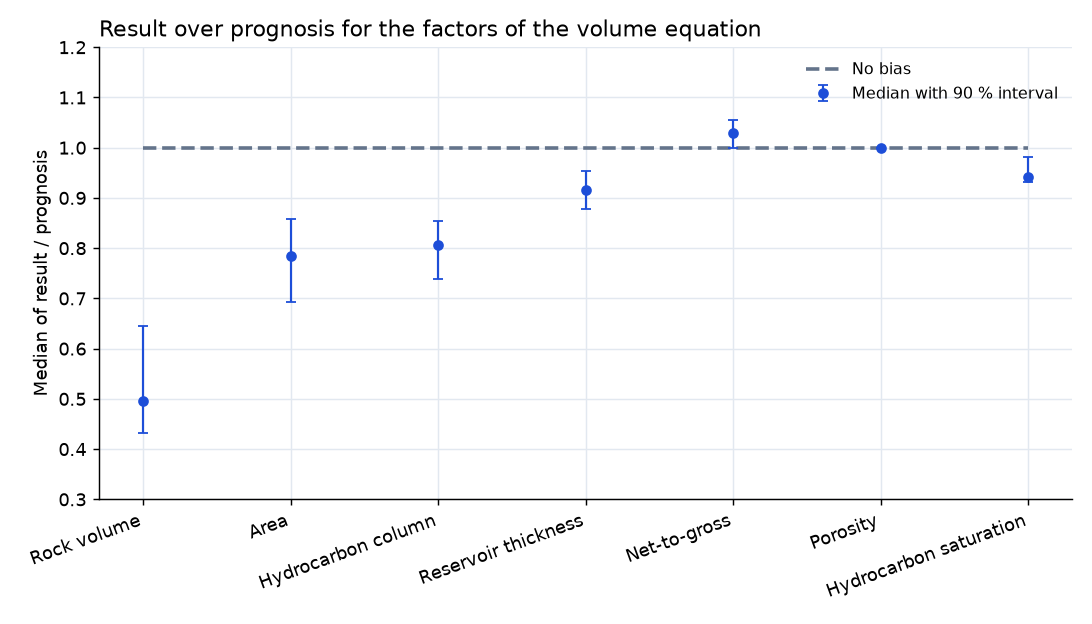 Result over prognosis for the factors of the volume equation
1.2
1.1
1.0
0.9
0.8
0.7
0.6
0.5
0.4
0.3
Median of result / prognosis
No bias
Median with 90 % interval
Rock volume
Area
Hydrocarbon column
Reservoir thickness
Net-to-gross
Porosity
Hydrocarbon saturation